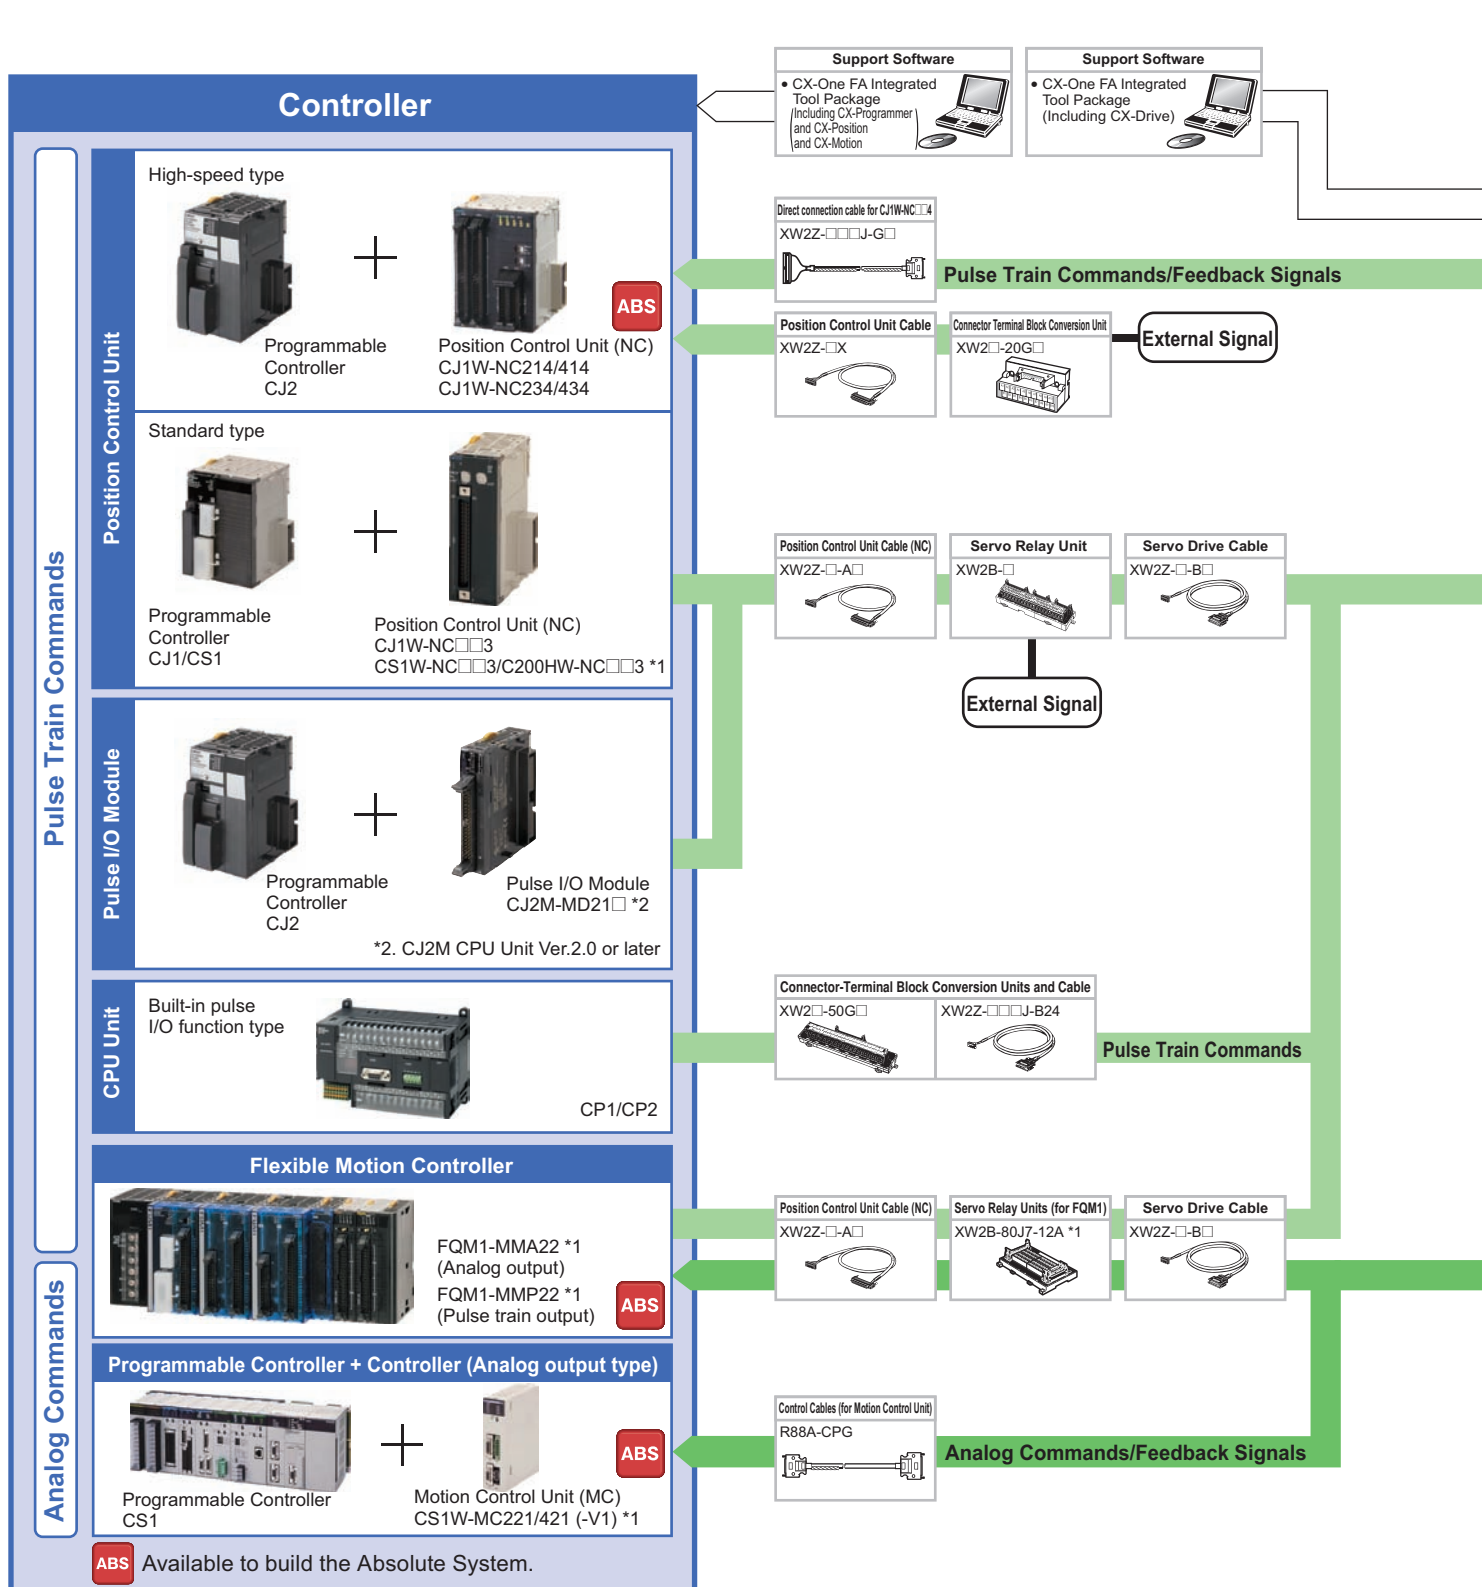 Support Software
• CX-One FA Integrated
Tool Package
(Including CX-Programmer
and CX-Position
and CX-Motion)
Support Software
• CX-One FA Integrated
Tool Package
(Including CX-Drive)
Controller
Pulse Train Commands
Position Control Unit
High-speed type
Programmable
Controller
CJ2
ABS
Position Control Unit (NC)
CJ1W-NC214/414
CJ1W-NC234/434
Direct connection cable for CJ1W-NC□□4
XW2Z-□□□J-G□
Pulse Train Commands/Feedback Signals
Position Control Unit Cable
XW2Z-□X
Connector Terminal Block Conversion Unit
XW2□-20G□
External Signal
Standard type
Programmable
Controller
CJ1/CS1
Position Control Unit (NC)
CJ1W-NC□□3
CS1W-NC□□3/C200HW-NC□□3 *1
Position Control Unit Cable (NC)
XW2Z-□-A□
Servo Relay Unit
XW2B-□
Servo Drive Cable
XW2Z-□-B□
External Signal
Pulse I/O Module
Programmable
Controller
CJ2
Pulse I/O Module
CJ2M-MD21□ *2
*2. CJ2M CPU Unit Ver.2.0 or later
CPU Unit
Built-in pulse
I/O function type
CP1/CP2
Connector-Terminal Block Conversion Units and Cable
XW2□-50G□
XW2Z-□□□J-B24
Pulse Train Commands
Flexible Motion Controller
FQM1-MMA22 *1
(Analog output)
FQM1-MMP22 *1
(Pulse train output)
ABS
Position Control Unit Cable (NC)
XW2Z-□-A□
Servo Relay Units (for FQM1)
XW2B-80J7-12A *1
Servo Drive Cable
XW2Z-□-B□
Analog Commands
Programmable Controller + Controller (Analog output type)
Programmable Controller
CS1
ABS
Motion Control Unit (MC)
CS1W-MC221/421 (-V1) *1
Control Cables (for Motion Control Unit)
R88A-CPG
Analog Commands/Feedback Signals
ABS Available to build the Absolute System.